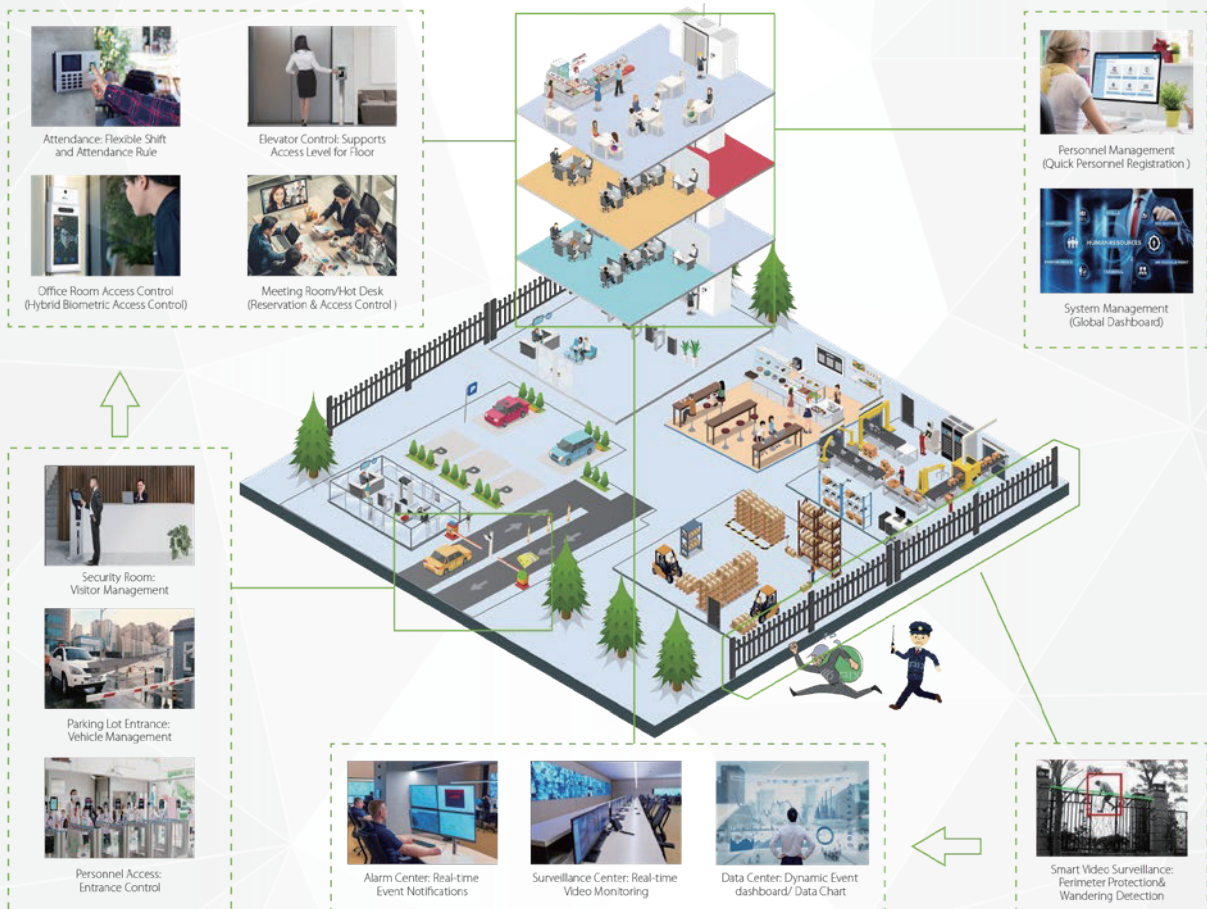 Attendance: Flexible Shift
and Attendance Rule
Elevator Control: Supports
Access Level for Floor
Office Room Access Control
(Hybrid Biometric Access Control)
Meeting Room/Hot Desk
(Reservation & Access Control )
Personnel Management
(Quick Personnel Registration )
HUMAN RESOURCES
System Management
(Global Dashboard)
P
P
P
P
Security Room:
Visitor Management
Parking Lot Entrance:
Vehicle Management
Personnel Access:
Entrance Control
Alarm Center: Real-time
Event Notifications
Surveillance Center: Real-time
Video Monitoring
Data Center: Dynamic Event
dashboard/ Data Chart
Smart Video Surveillance:
Perimeter Protection&
Wandering Detection